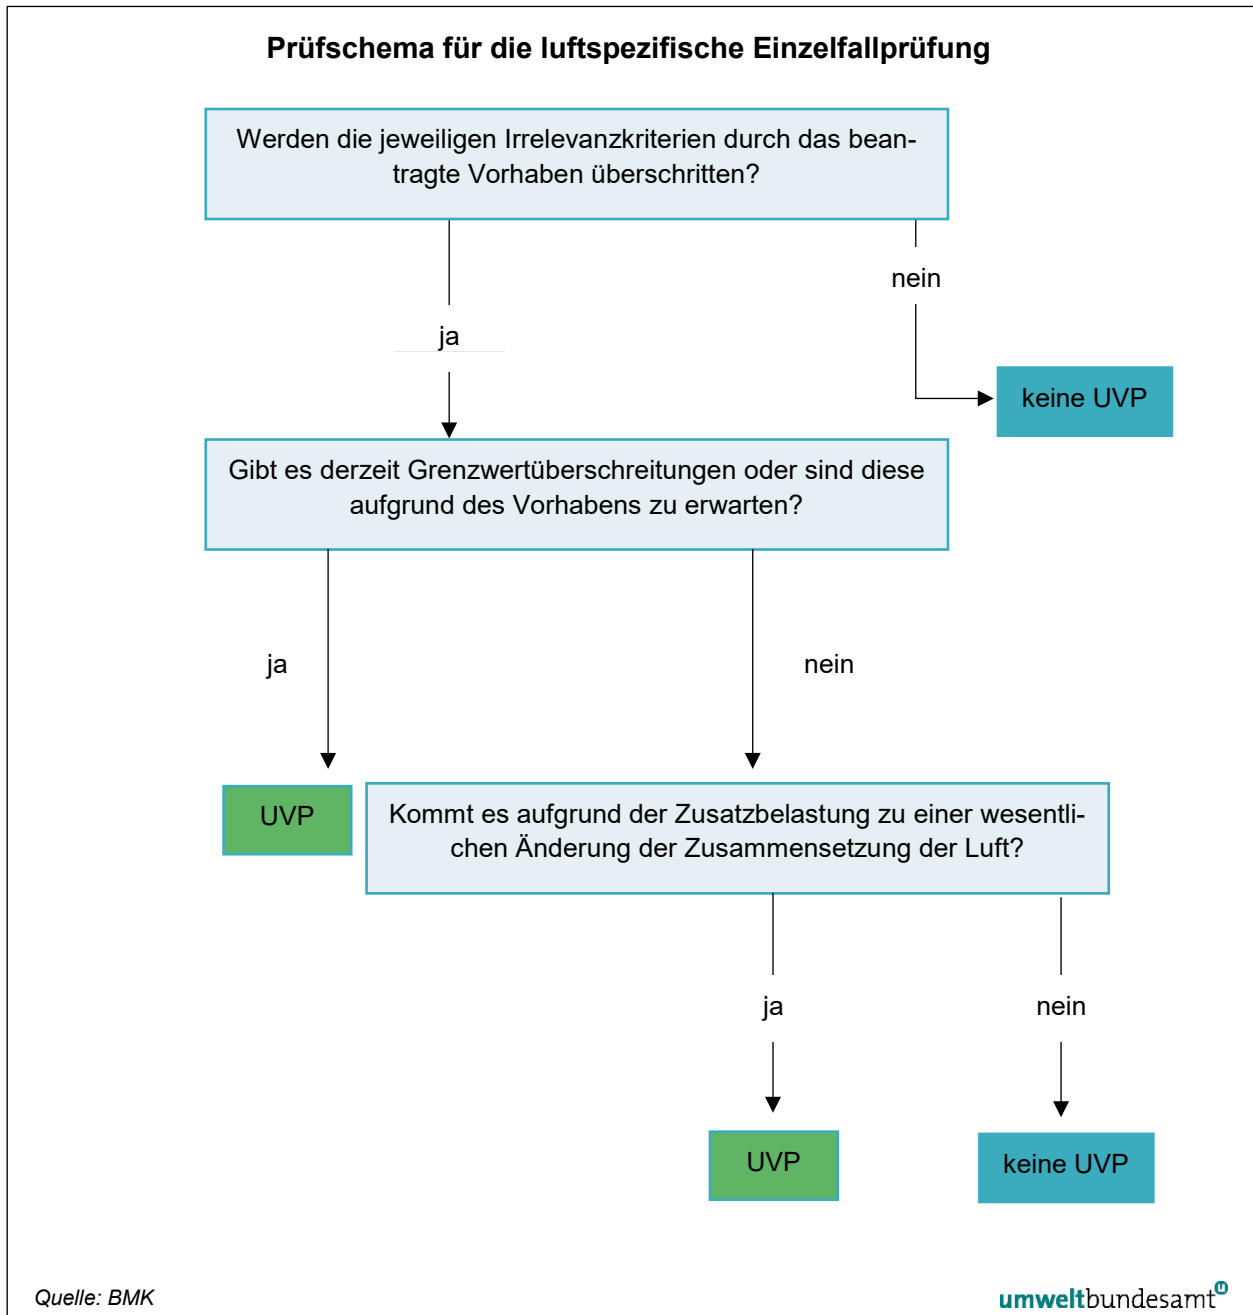 Prüfschema für die luftspezifische Einzelfallprüfung
Werden die jeweiligen Irrelevanzkriterien durch das bean-
tragte Vorhaben überschritten?
nein
ja
keine UVP
Gibt es derzeit Grenzwertüberschreitungen oder sind diese
aufgrund des Vorhabens zu erwarten?
ja
nein
UVP
Kommt es aufgrund der Zusatzbelastung zu einer wesentli-
chen Änderung der Zusammensetzung der Luft?
ja
nein
UVP
keine UVP
Quelle: BMK
umweltbundesamt